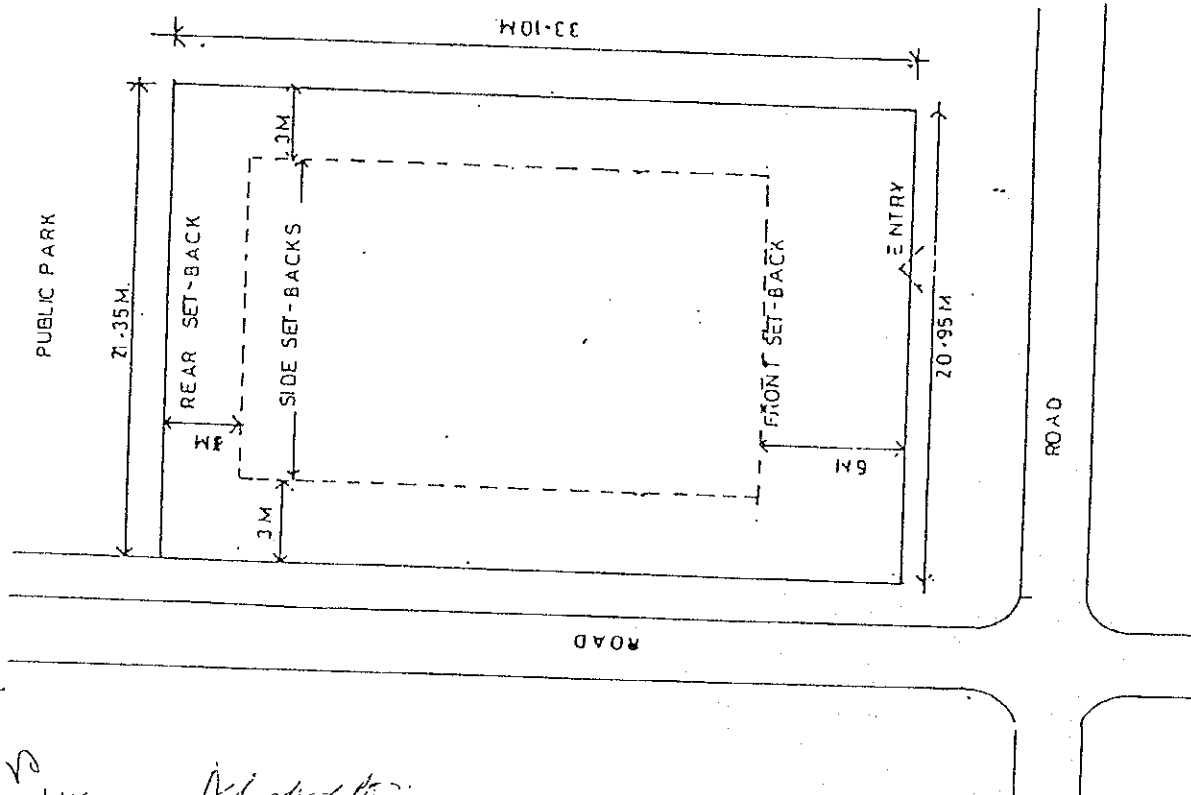 33·10M
PUBLIC PARK
21·35M.
REAR SET-BACK
3M
SIDE SET-BACKS
3M
3M
FRONT SET-BACK
6M
ENTRY
20·95M
ROAD
ROAD